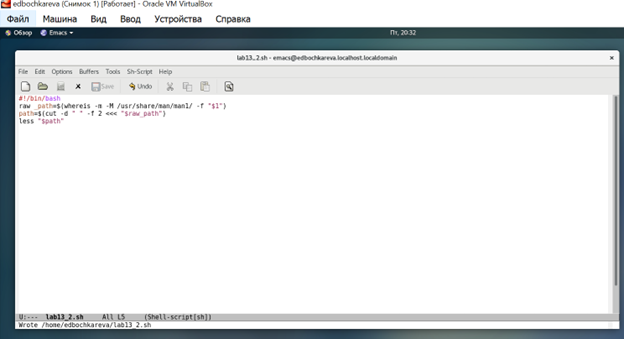 edbochkareva (Снимок 1) [Работает] - Oracle VM VirtualBox
Файл Машина Вид Ввод Устройства Справка
Обзор Emacs Пт, 20:32
lab13_2.sh - emacs@edbochkareva.localhost.localdomain
File Edit Options Buffers Tools Sh-Script Help
Save Undo
#!/bin/bash
raw _path=$(whereis -m -M /usr/share/man/man1/ -f "$1")
path=$(cut -d " " -f 2 <<< "$raw_path")
less "$path"
U:--- lab13_2.sh All L5 (Shell-script[sh])
Wrote /home/edbochkareva/lab13_2.sh